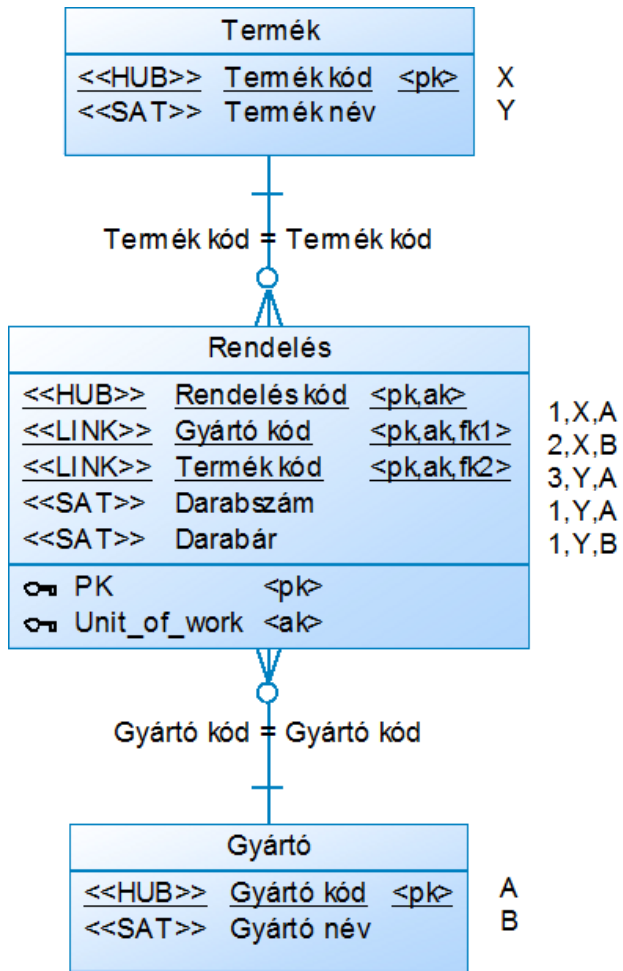 Termék
<<HUB>> Termék kód <pk> X
<<SAT>> Termék név Y
Termék kód = Termék kód
Rendelés
<<HUB>> Rendelés kód <pk,ak>
<<LINK>> Gyártó kód <pk,ak,fk1>
<<LINK>> Termék kód <pk,ak,fk2>
<<SAT>> Darabszám
<<SAT>> Darabár
1,X,A
2,X,B
3,Y,A
1,Y,A
1,Y,B
PK <pk>
Unit_of_work <ak>
Gyártó kód = Gyártó kód
Gyártó
<<HUB>> Gyártó kód <pk> A
<<SAT>> Gyártó név B